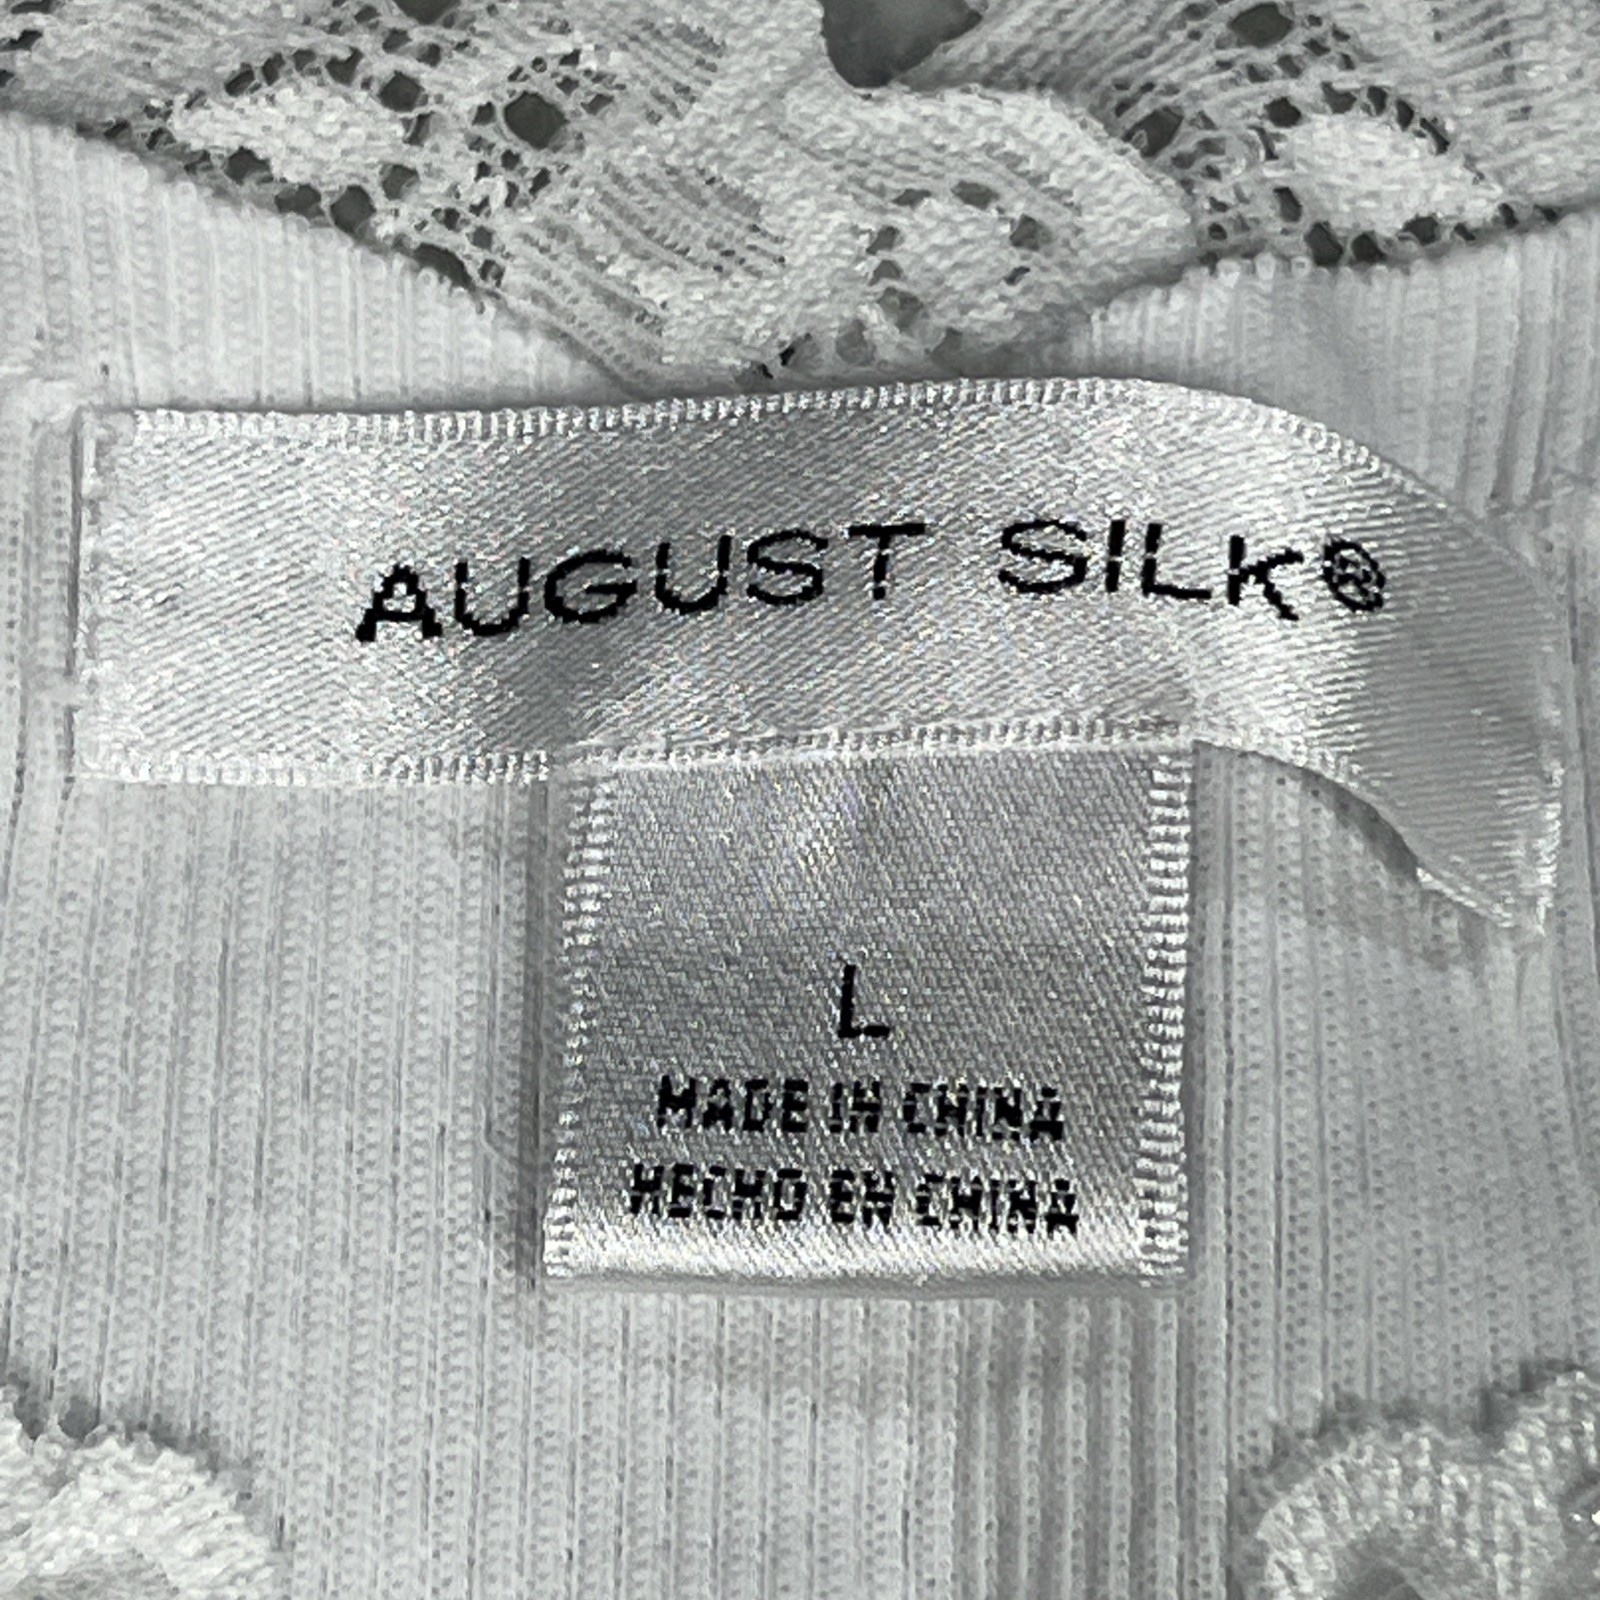 AUGUST SILK®
L
MADE IN CHINA
HECHO EN CHINA